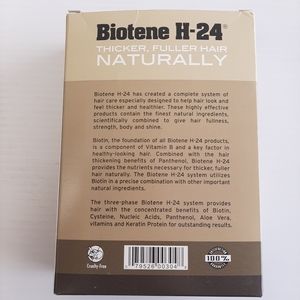 Biotene H-24®
THICKER, FULLER HAIR
NATURALLY
Biotene H-24 has created a complete system of
hair care especially designed to help hair look and
feel thicker and healthier. These highly effective
products contain the finest natural ingredients,
scientifically combined to give hair fullness,
strength, body and shine.
Biotin, the foundation of all Biotene H-24 products,
is a component of Vitamin B and a key factor in
healthy-looking hair. Combined with the hair
thickening benefits of Panthenol, Biotene H-24
provides the nutrients necessary for thicker, fuller
hair naturally. The Biotene H-24 system utilizes
Biotin in a precise combination with other important
natural ingredients.
The three-phase Biotene H-24 system provides
hair with the concentrated benefits of Biotin,
Cysteine, Nucleic Acids, Panthenol, Aloe Vera,
vitamins and Keratin Protein for outstanding results.
Cruelty-Free
79526 00304
100%